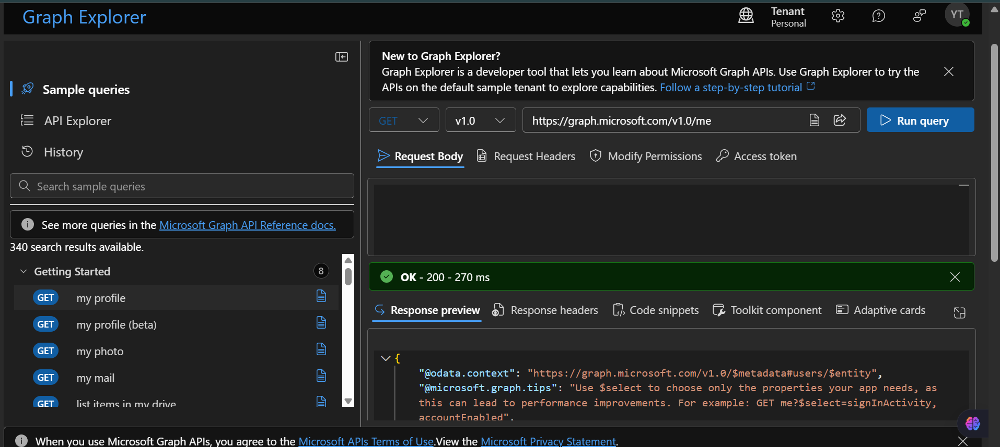 Graph Explorer
Tenant
Personal
YT
Sample queries
API Explorer
History
Search sample queries
See more queries in the Microsoft Graph API Reference docs.
340 search results available.
Getting Started
8
GET my profile
GET my profile (beta)
GET my photo
GET my mail
GET list items in my drive
New to Graph Explorer?
Graph Explorer is a developer tool that lets you learn about Microsoft Graph APIs. Use Graph Explorer to try the
APIs on the default sample tenant to explore capabilities. Follow a step-by-step tutorial
GET v1.0 https://graph.microsoft.com/v1.0/me Run query
Request Body Request Headers Modify Permissions Access token
OK - 200 - 270 ms
Response preview Response headers Code snippets Toolkit component Adaptive cards
{
"@odata.context": "https://graph.microsoft.com/v1.0/$metadata#users/$entity",
"@microsoft.graph.tips": "Use $select to choose only the properties your app needs, as
this can lead to performance improvements. For example: GET me?$select=signInActivity,
accountEnabled",
When you use Microsoft Graph APIs, you agree to the Microsoft APIs Terms of Use.View the Microsoft Privacy Statement.